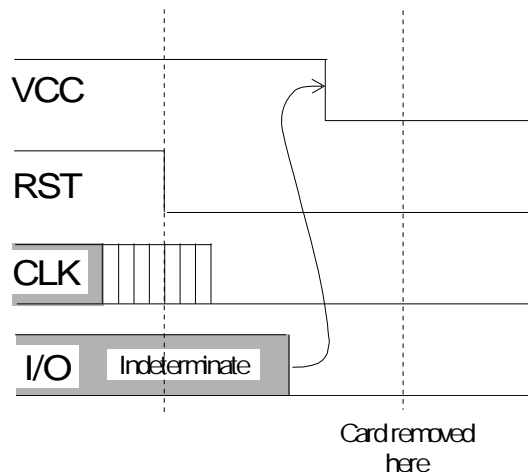 VCC
RST
CLK
I/O
Indeterminate
Card removed
here